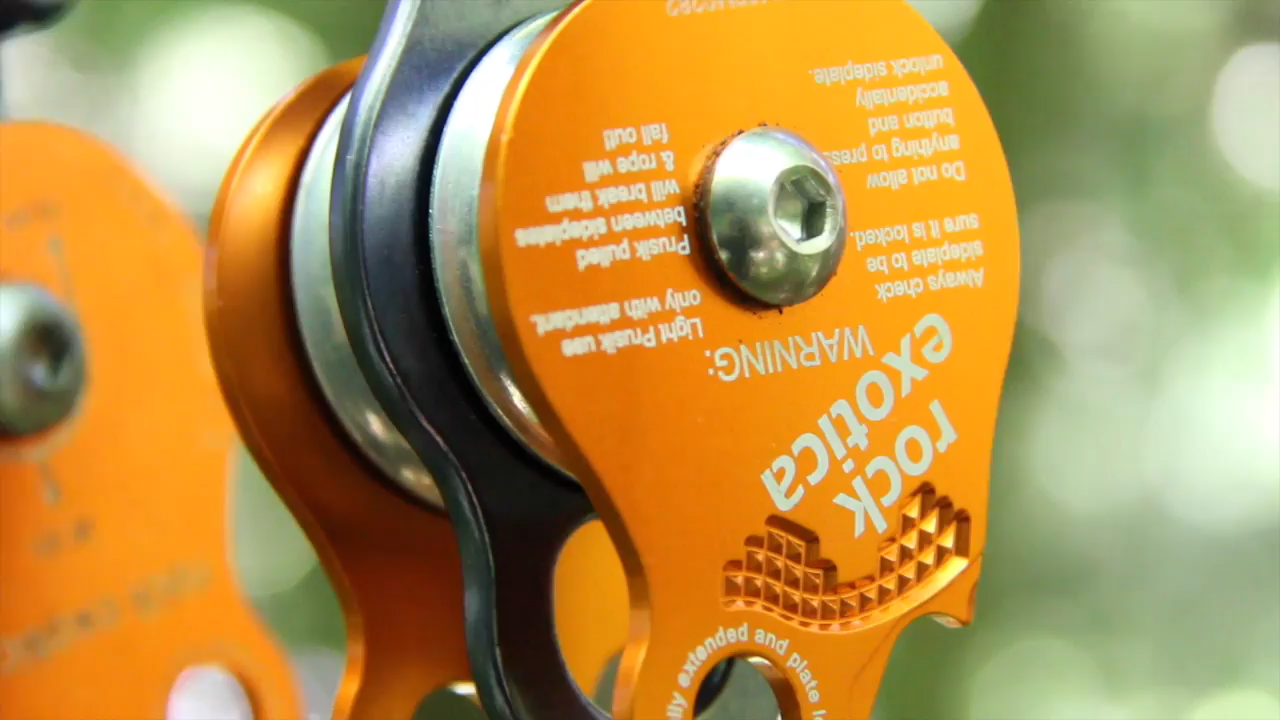 rock
exotica
WARNING:
Always check
sideplate to be
sure it is locked.
Do not allow
anything to press
button and
accidentally
unlock sideplate.
Light Prusik use
only with attendant.
Prusik pulled
between sideplates
will break them
& rope will
fall out!
extended and plate